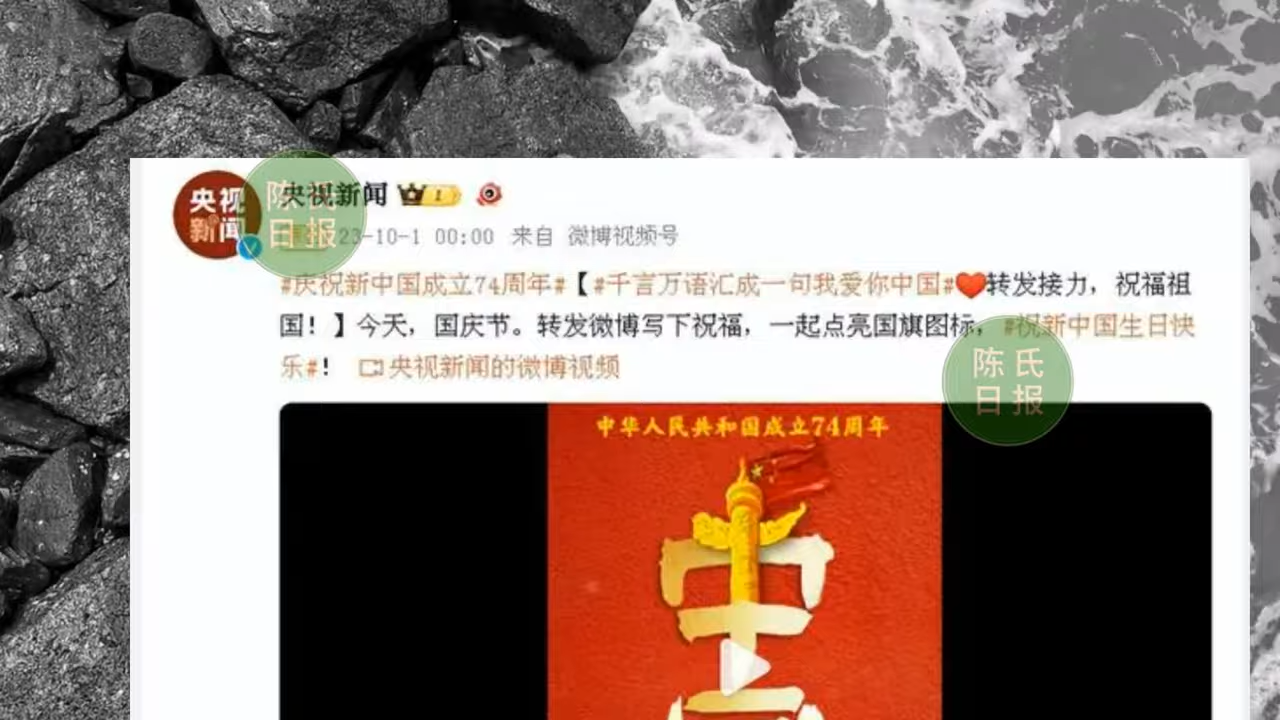 央视
新闻
陈氏
日报
央视新闻
23-10-1 00:00 来自 微博视频号
#庆祝新中国成立74周年#【#千言万语汇成一句我爱你中国#❤转发接力，祝福祖
国！】今天，国庆节。转发微博写下祝福，一起点亮国旗图标，#祝新中国生日快
乐#！ 央视新闻的微博视频
陈氏
日报
中华人民共和国成立74周年